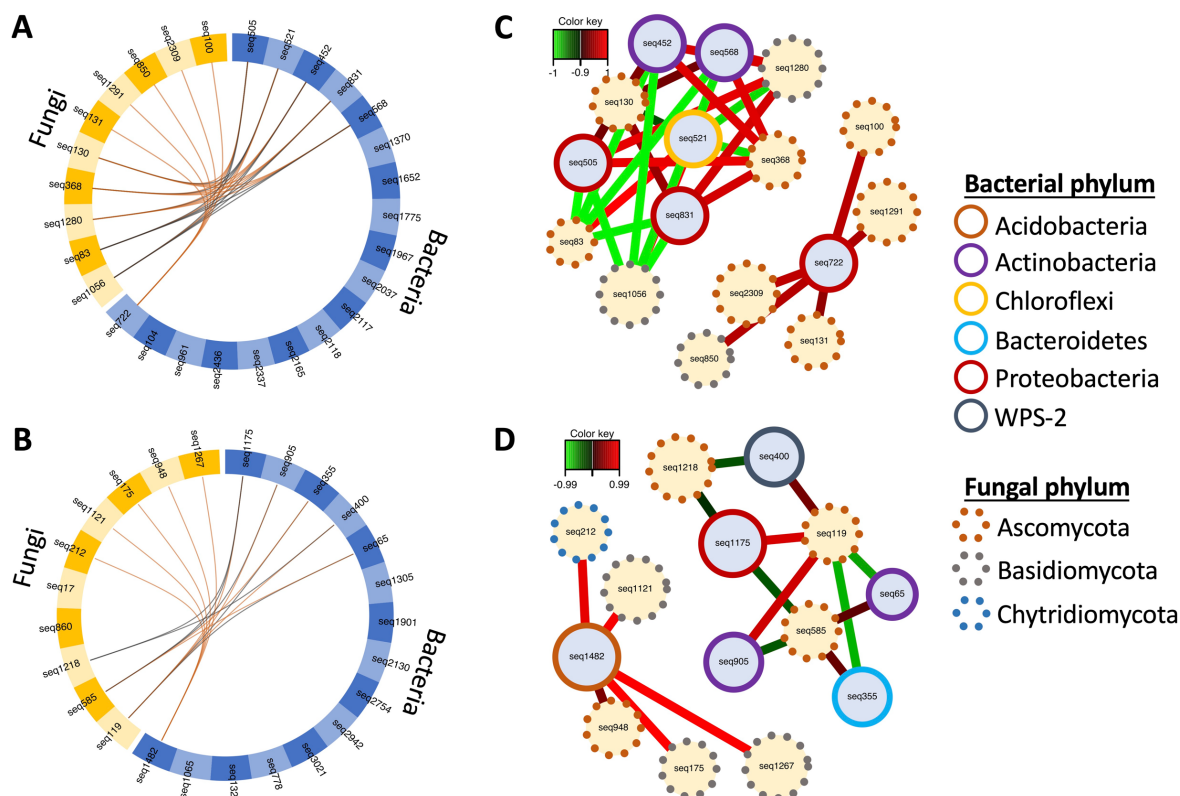 A
Fungi
Bacteria
seq1056
seq83
seq1280
seq368
seq130
seq131
seq1291
seq850
seq2309
seq100
seq505
seq521
seq452
seq831
seq568
seq1370
seq1652
seq1775
seq1967
seq2037
seq2117
seq2118
seq2165
seq2337
seq2436
seq961
seq104
seq722
B
Fungi
Bacteria
seq119
seq585
seq1218
seq860
seq17
seq212
seq1121
seq175
seq948
seq1267
seq1175
seq905
seq355
seq400
seq65
seq1305
seq1901
seq2130
seq2754
seq2942
seq3021
seq778
seq132
seq1065
seq1482
C
Color key
-1 -0.9 1
seq452
seq568
seq1280
seq130
seq521
seq505
seq368
seq831
seq83
seq1056
seq100
seq1291
seq722
seq2309
seq131
seq850
D
Color key
-0.99 0.99
seq1218
seq400
seq212
seq1175
seq119
seq1121
seq65
seq585
seq1482
seq905
seq355
seq948
seq175
seq1267
Bacterial phylum
Acidobacteria
Actinobacteria
Chloroflexi
Bacteroidetes
Proteobacteria
WPS-2
Fungal phylum
Ascomycota
Basidiomycota
Chytridiomycota